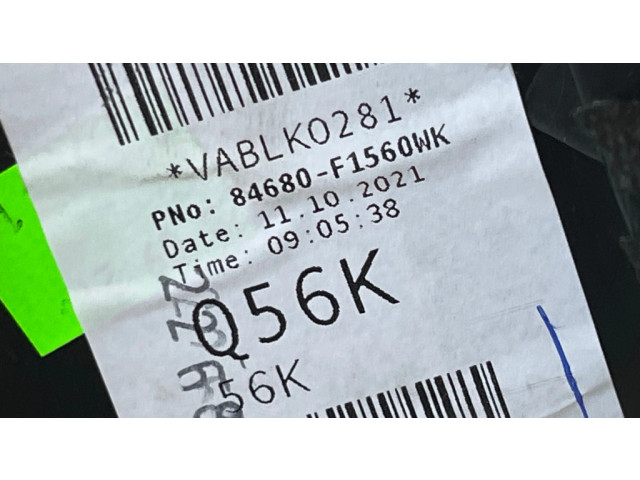 *VABLK0281*
PNo: 84680-F1560WK
Date: 11.10.2021
Time: 09:05:38
Q56K
56K